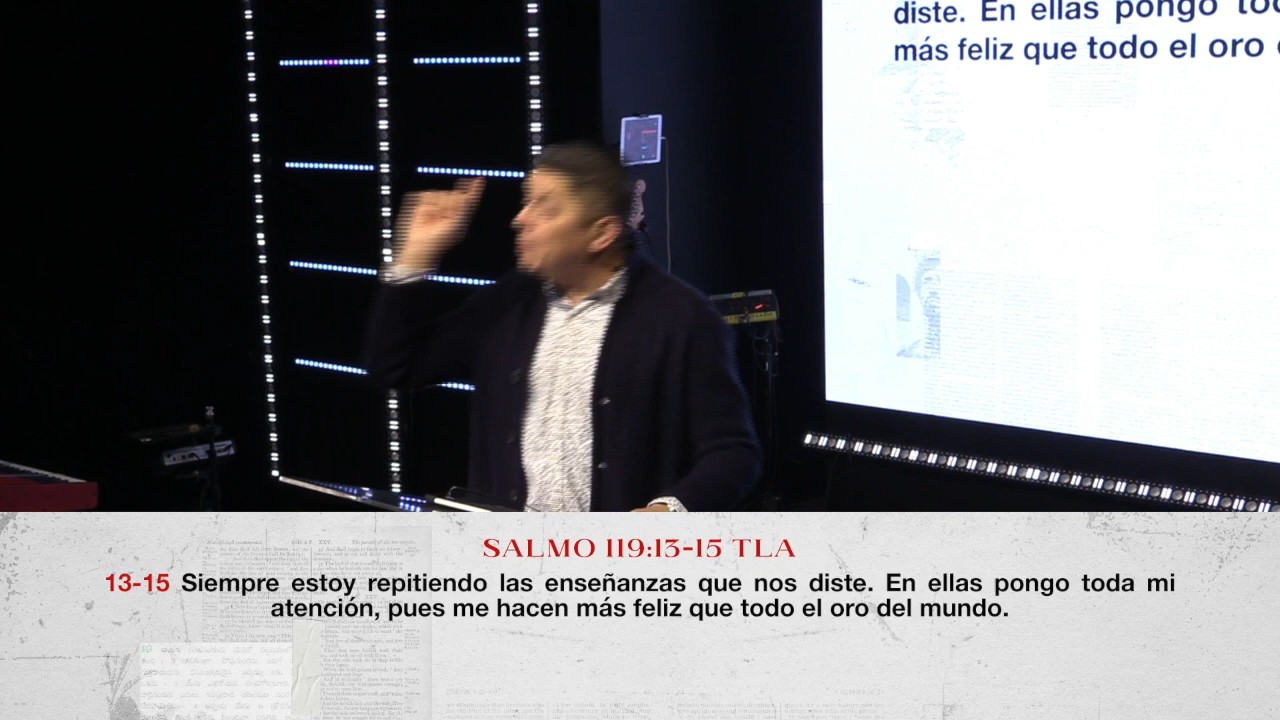 diste. En ellas pongo
más feliz que todo el oro
SALMO 119:13-15 TLA
13-15 Siempre estoy repitiendo las enseñanzas que nos diste. En ellas pongo toda mi
atención, pues me hacen más feliz que todo el oro del mundo.